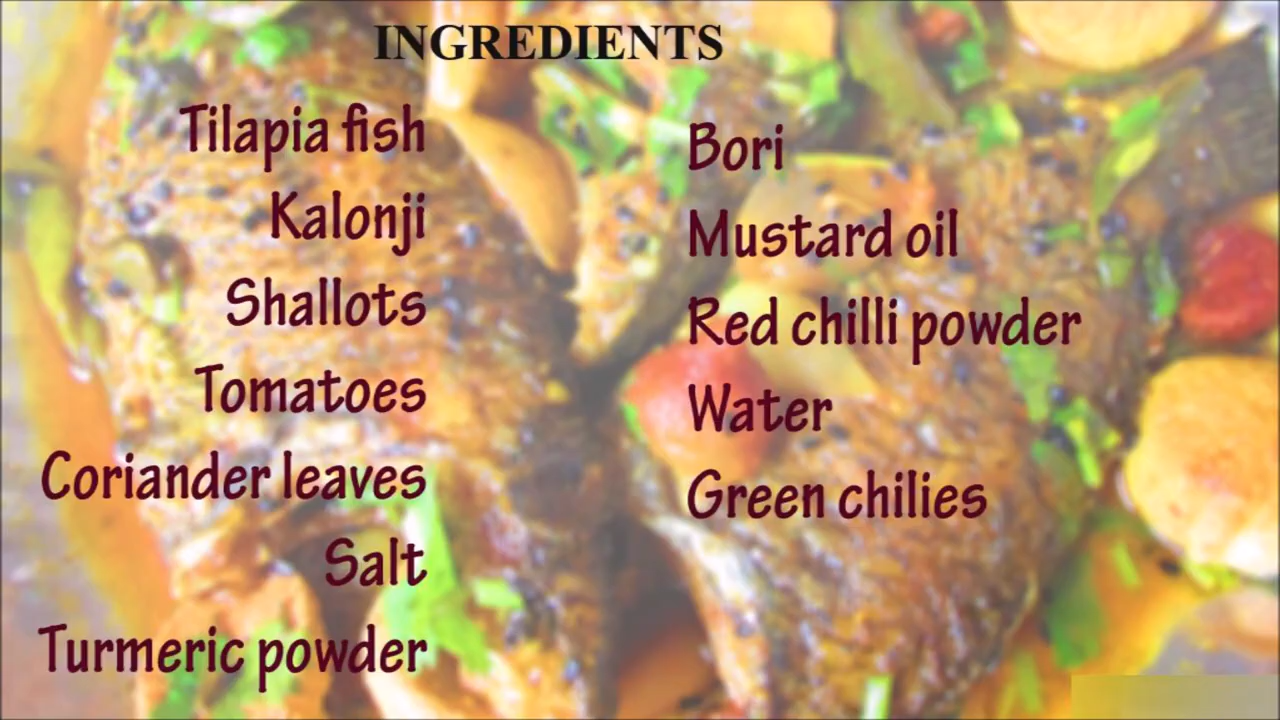 INGREDIENTS
Tilapia fish
Kalonji
Shallots
Tomatoes
Coriander leaves
Salt
Turmeric powder
Bori
Mustard oil
Red chilli powder
Water
Green chilies